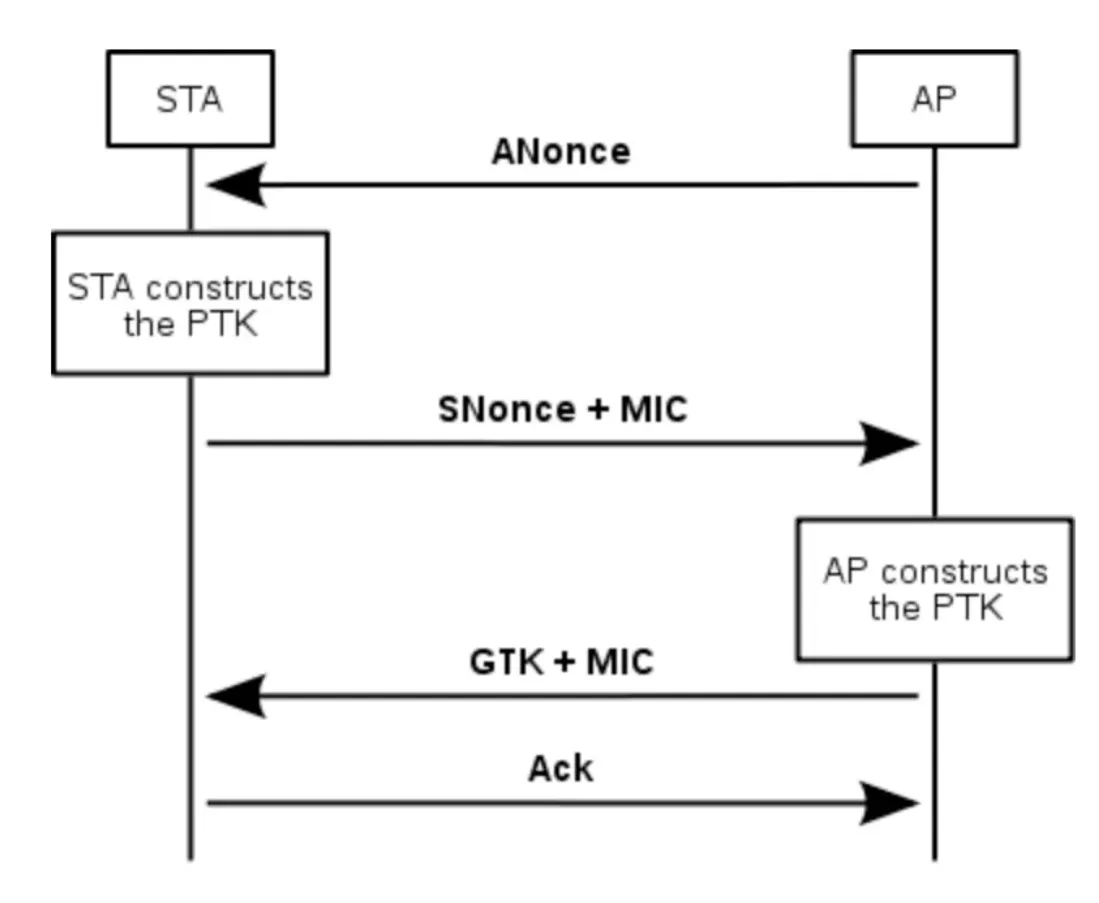 STA
AP
ANonce
STA constructs
the PTK
SNonce + MIC
AP constructs
the PTK
GTK + MIC
Ack